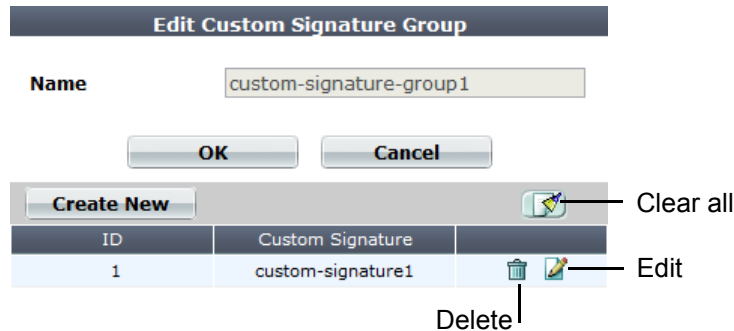 Edit Custom Signature Group
Name custom-signature-group1
OK Cancel
Create New Clear all
ID Custom Signature
1 custom-signature1 Edit
Delete